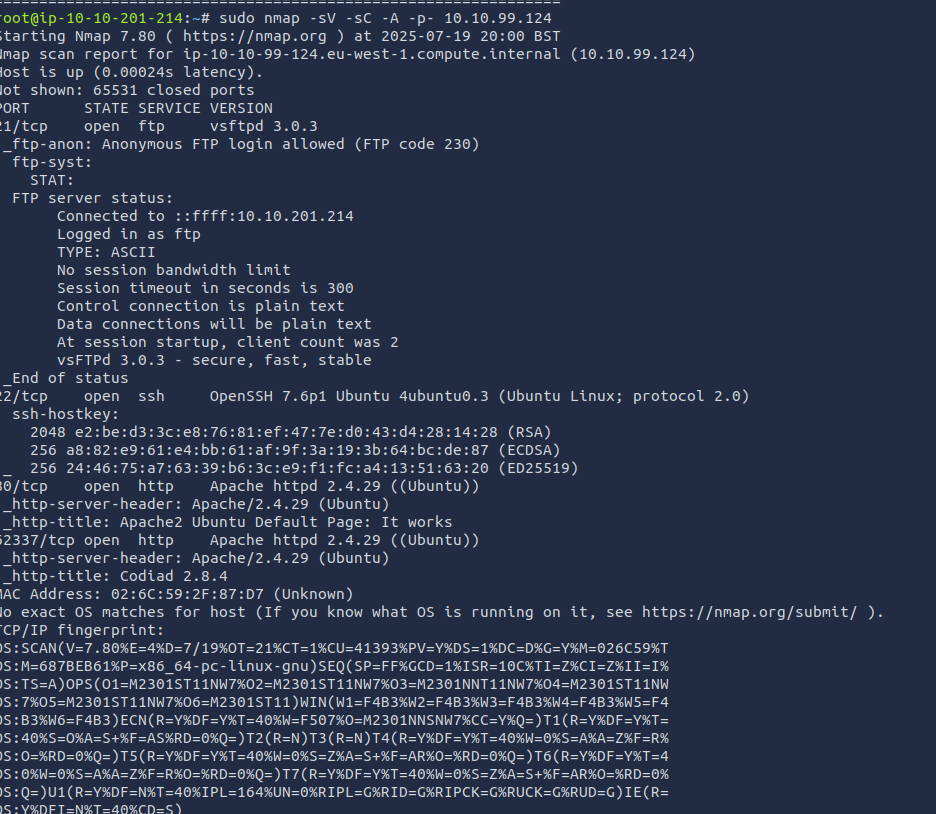 ============================================================
root@ip-10-10-201-214:~# sudo nmap -sV -sC -A -p- 10.10.99.124
Starting Nmap 7.80 ( https://nmap.org ) at 2025-07-19 20:00 BST
Nmap scan report for ip-10-10-99-124.eu-west-1.compute.internal (10.10.99.124)
Host is up (0.00024s latency).
Not shown: 65531 closed ports
PORT      STATE SERVICE VERSION
21/tcp    open  ftp     vsftpd 3.0.3
_ftp-anon: Anonymous FTP login allowed (FTP code 230)
ftp-syst:
STAT:
FTP server status:
Connected to ::ffff:10.10.201.214
Logged in as ftp
TYPE: ASCII
No session bandwidth limit
Session timeout in seconds is 300
Control connection is plain text
Data connections will be plain text
At session startup, client count was 2
vsFTPd 3.0.3 - secure, fast, stable
_End of status
22/tcp    open  ssh     OpenSSH 7.6p1 Ubuntu 4ubuntu0.3 (Ubuntu Linux; protocol 2.0)
ssh-hostkey:
2048 e2:be:d3:3c:e8:76:81:ef:47:7e:d0:43:d4:28:14:28 (RSA)
256 a8:82:e9:61:e4:bb:61:af:9f:3a:19:3b:64:bc:de:87 (ECDSA)
_  256 24:46:75:a7:63:39:b6:3c:e9:f1:fc:a4:13:51:63:20 (ED25519)
80/tcp    open  http    Apache httpd 2.4.29 ((Ubuntu))
_http-server-header: Apache/2.4.29 (Ubuntu)
_http-title: Apache2 Ubuntu Default Page: It works
62337/tcp open  http    Apache httpd 2.4.29 ((Ubuntu))
_http-server-header: Apache/2.4.29 (Ubuntu)
_http-title: Codiad 2.8.4
MAC Address: 02:6C:59:2F:87:D7 (Unknown)
No exact OS matches for host (If you know what OS is running on it, see https://nmap.org/submit/ ).
TCP/IP fingerprint:
OS:SCAN(V=7.80%E=4%D=7/19%OT=21%CT=1%CU=41393%PV=Y%DS=1%DC=D%G=Y%M=026C59%T
OS:M=687BEB61%P=x86_64-pc-linux-gnu)SEQ(SP=FF%GCD=1%ISR=10C%TI=Z%CI=Z%II=I%
OS:TS=A)OPS(O1=M2301ST11NW7%O2=M2301ST11NW7%O3=M2301NNT11NW7%O4=M2301ST11NW
OS:7%O5=M2301ST11NW7%O6=M2301ST11)WIN(W1=F4B3%W2=F4B3%W3=F4B3%W4=F4B3%W5=F4
OS:B3%W6=F4B3)ECN(R=Y%DF=Y%T=40%W=F507%O=M2301NNSNW7%CC=Y%Q=)T1(R=Y%DF=Y%T=
OS:40%S=O%A=S+%F=AS%RD=0%Q=)T2(R=N)T3(R=N)T4(R=Y%DF=Y%T=40%W=0%S=A%A=Z%F=R%
OS:O=%RD=0%Q=)T5(R=Y%DF=Y%T=40%W=0%S=Z%A=S+%F=AR%O=%RD=0%Q=)T6(R=Y%DF=Y%T=4
OS:0%W=0%S=A%A=Z%F=R%O=%RD=0%Q=)T7(R=Y%DF=Y%T=40%W=0%S=Z%A=S+%F=AR%O=%RD=0%
OS:Q=)U1(R=Y%DF=N%T=40%IPL=164%UN=0%RIPL=G%RID=G%RIPCK=G%RUCK=G%RUD=G)IE(R=
OS:Y%DFI=N%T=40%CD=S)